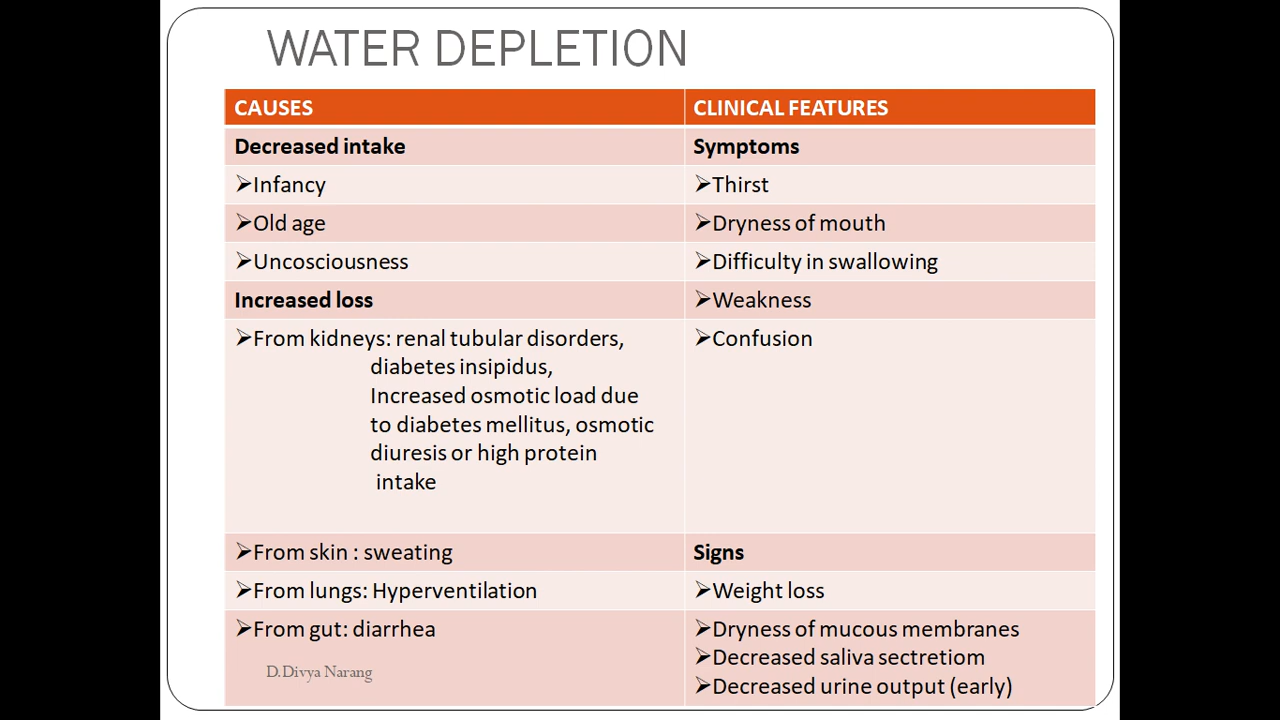 WATER DEPLETION
CAUSES
CLINICAL FEATURES
Decreased intake
Symptoms
➢Infancy
➢Thirst
➢Old age
➢Dryness of mouth
➢Uncosciousness
➢Difficulty in swallowing
Increased loss
➢Weakness
➢From kidneys: renal tubular disorders,
diabetes insipidus,
Increased osmotic load due
to diabetes mellitus, osmotic
diuresis or high protein
intake
➢Confusion
➢From skin : sweating
Signs
➢From lungs: Hyperventilation
➢Weight loss
➢From gut: diarrhea
➢Dryness of mucous membranes
➢Decreased saliva sectretiom
➢Decreased urine output (early)
D.Divya Narang